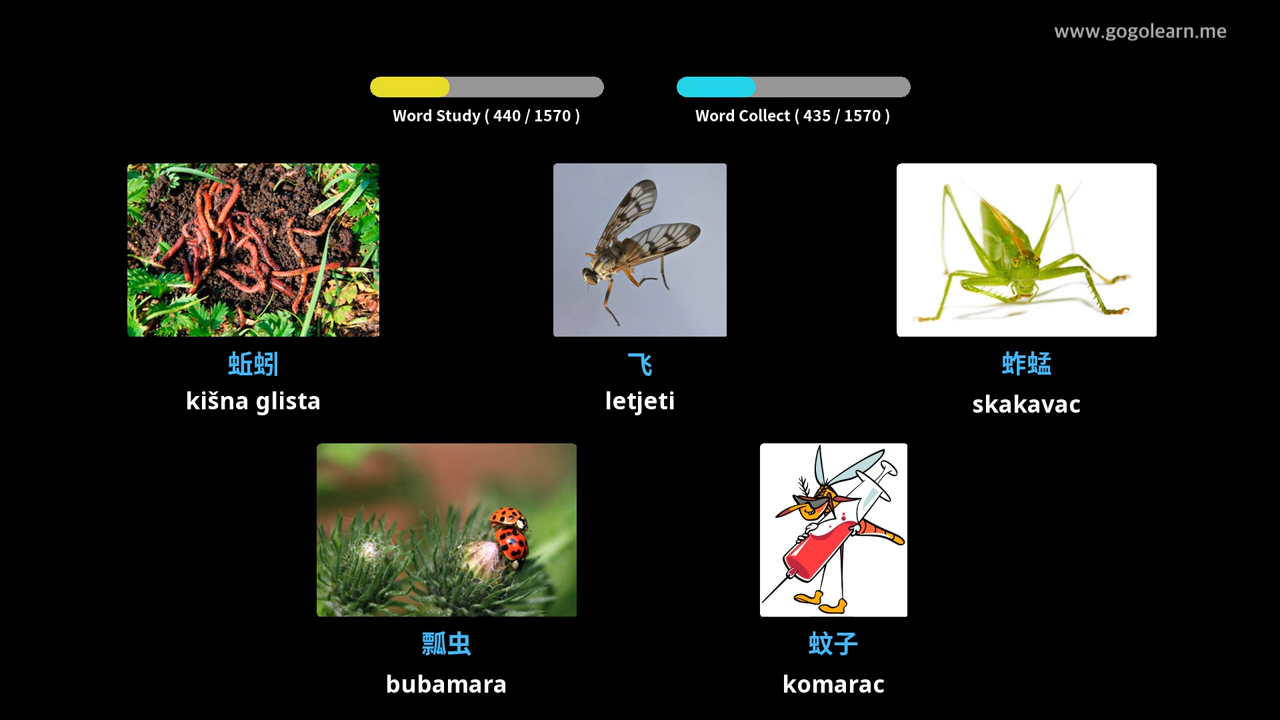 www.gogolearn.me
Word Study ( 440 / 1570 )
Word Collect ( 435 / 1570 )
蚯蚓
飞
蚱蜢
kišna glista
letjeti
skakavac
瓢虫
蚊子
bubamara
komarac